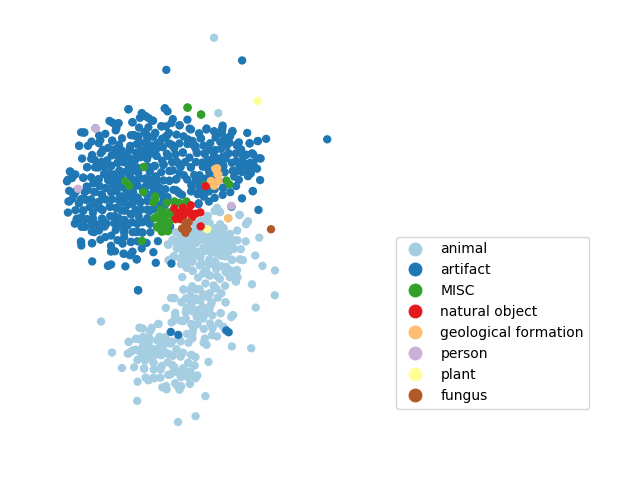 animal
artifact
MISC
natural object
geological formation
person
plant
fungus